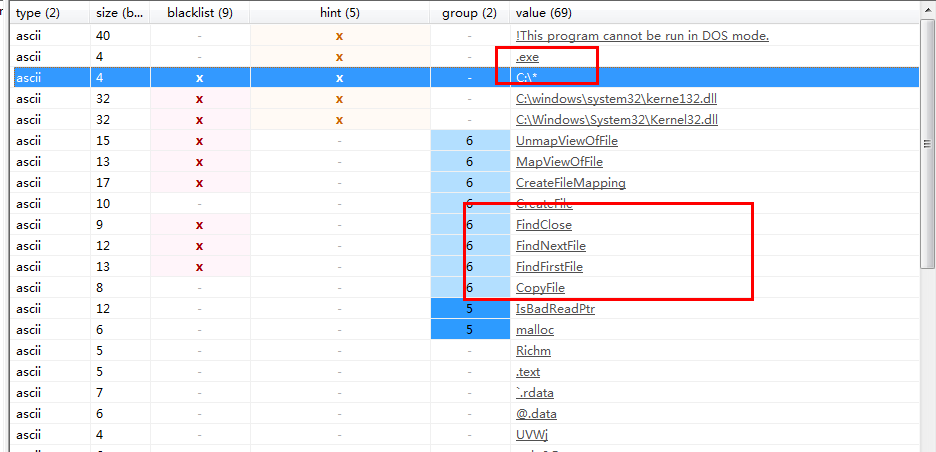 type (2) size (b... blacklist (9) hint (5) group (2) value (69)
ascii 40 - x - !This program cannot be run in DOS mode.
ascii 4 - x - .exe
ascii 4 x x - C:\*
ascii 32 x x - C:\windows\system32\kerne132.dll
ascii 32 x x - C:\Windows\System32\Kernel32.dll
ascii 15 x - 6 UnmapViewOfFile
ascii 13 x - 6 MapViewOfFile
ascii 17 x - 6 CreateFileMapping
ascii 10 - - 6 CreateFile
ascii 9 x - 6 FindClose
ascii 12 x - 6 FindNextFile
ascii 13 x - 6 FindFirstFile
ascii 8 - - 6 CopyFile
ascii 12 - - 5 IsBadReadPtr
ascii 6 - - 5 malloc
ascii 5 - - - Richm
ascii 5 - - - .text
ascii 7 - - - `.rdata
ascii 6 - - - @.data
ascii 4 - - - UVWj